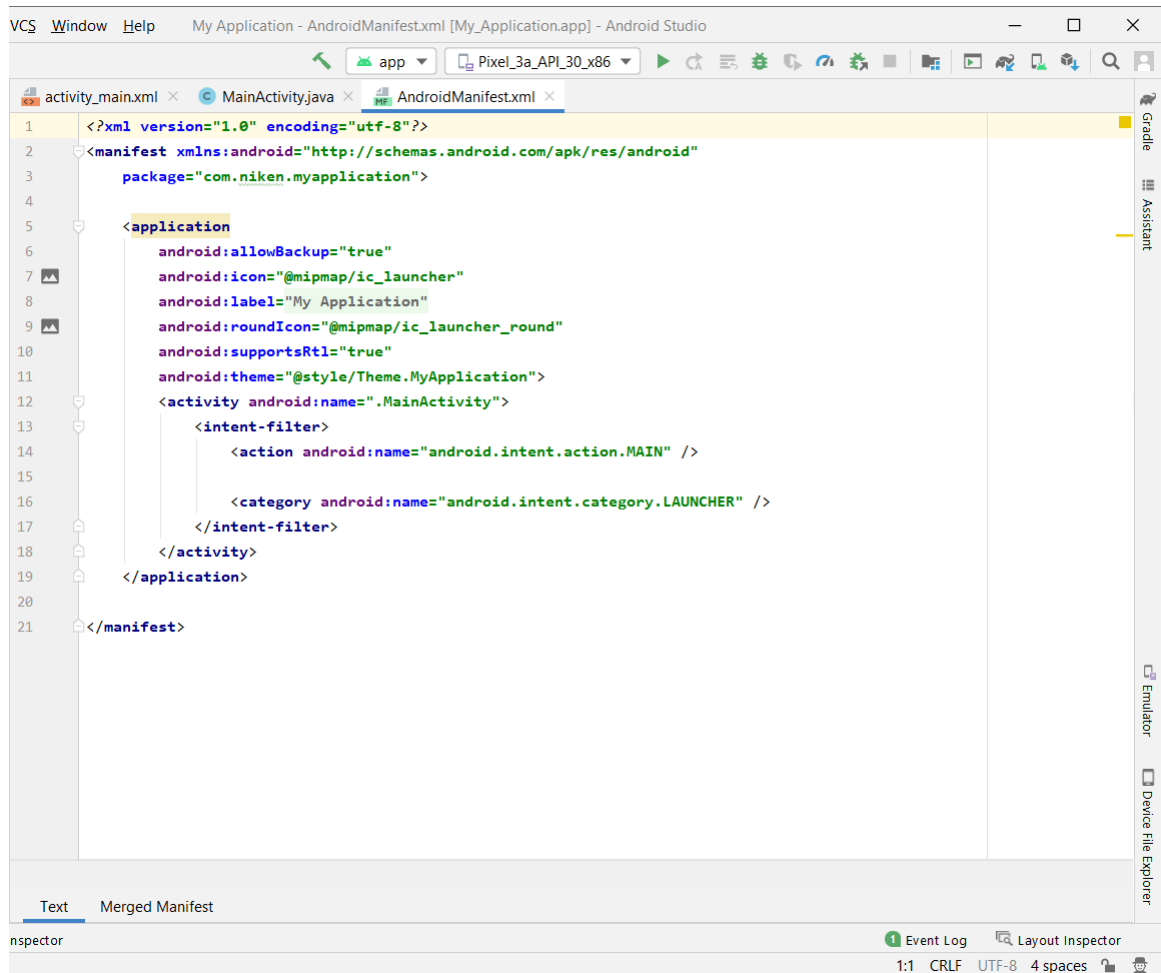 VCS Window Help My Application - AndroidManifest.xml [My_Application.app] - Android Studio
app Pixel_3a_API_30_x86
activity_main.xml MainActivity.java AndroidManifest.xml
1 <?xml version="1.0" encoding="utf-8"?>
2 <manifest xmlns:android="http://schemas.android.com/apk/res/android"
3     package="com.niken.myapplication">
4
5     <application
6         android:allowBackup="true"
7         android:icon="@mipmap/ic_launcher"
8         android:label="My Application"
9         android:roundIcon="@mipmap/ic_launcher_round"
10         android:supportsRtl="true"
11         android:theme="@style/Theme.MyApplication">
12         <activity android:name=".MainActivity">
13             <intent-filter>
14                 <action android:name="android.intent.action.MAIN" />
15
16                 <category android:name="android.intent.category.LAUNCHER" />
17             </intent-filter>
18         </activity>
19     </application>
20
21 </manifest>
Gradle
Assistant
Emulator
Device File Explorer
Text Merged Manifest
nspector 1 Event Log Layout Inspector
1:1 CRLF UTF-8 4 spaces